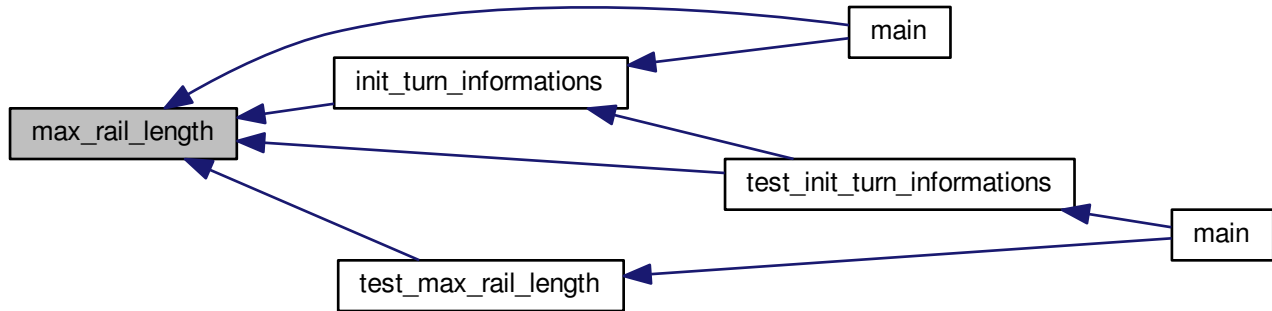 main
init_turn_informations
max_rail_length
test_init_turn_informations
main
test_max_rail_length